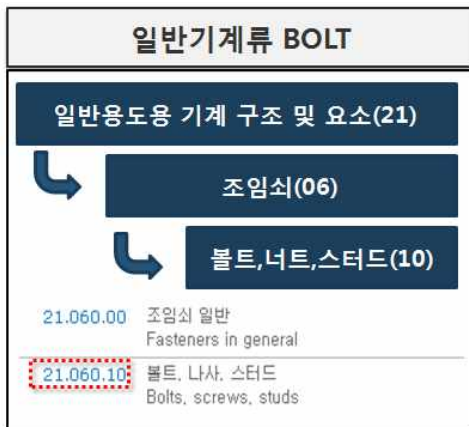 일반기계류 BOLT
일반용도용 기계 구조 및 요소(21)
조임쇠(06)
볼트,너트,스터드(10)
21.060.00 조임쇠 일반
Fasteners in general
21.060.10 볼트, 나사, 스터드
Bolts, screws, studs